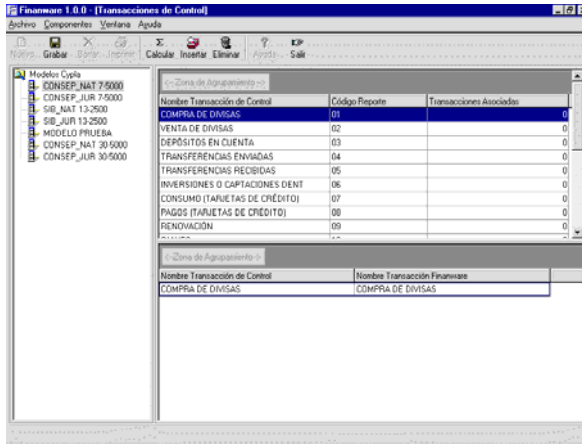 Finanware 1.0.0 - [Transacciones de Control]
Archivo Componentes Ventana Ayuda
Nuevo Grabar Borrar Imprimir Calcular Insertar Eliminar Ayuda Salir
Modelos Cypla
CONSEP_NAT 7-5000
CONSEP_JUR 7-5000
SIB_NAT 13-2500
SIB_JUR 13-2500
MODELO PRUEBA
CONSEP_NAT 30-5000
CONSEP_JUR 30-5000
<-Zona de Agrupamiento->
Nombre Transacción de Control Código Reporte Transacciones Asociadas
COMPRA DE DIVISAS 01 0
VENTA DE DIVISAS 02 0
DEPÓSITOS EN CUENTA 03 0
TRANSFERENCIAS ENVIADAS 04 0
TRANSFERENCIAS RECIBIDAS 05 0
INVERSIONES O CAPTACIONES DENT 06 0
CONSUMO (TARJETAS DE CRÉDITO) 07 0
PAGOS (TARJETAS DE CRÉDITO) 08 0
RENOVACIÓN 09 0
<-Zona de Agrupamiento->
Nombre Transacción de Control Nombre Transacción Finanware
COMPRA DE DIVISAS COMPRA DE DIVISAS